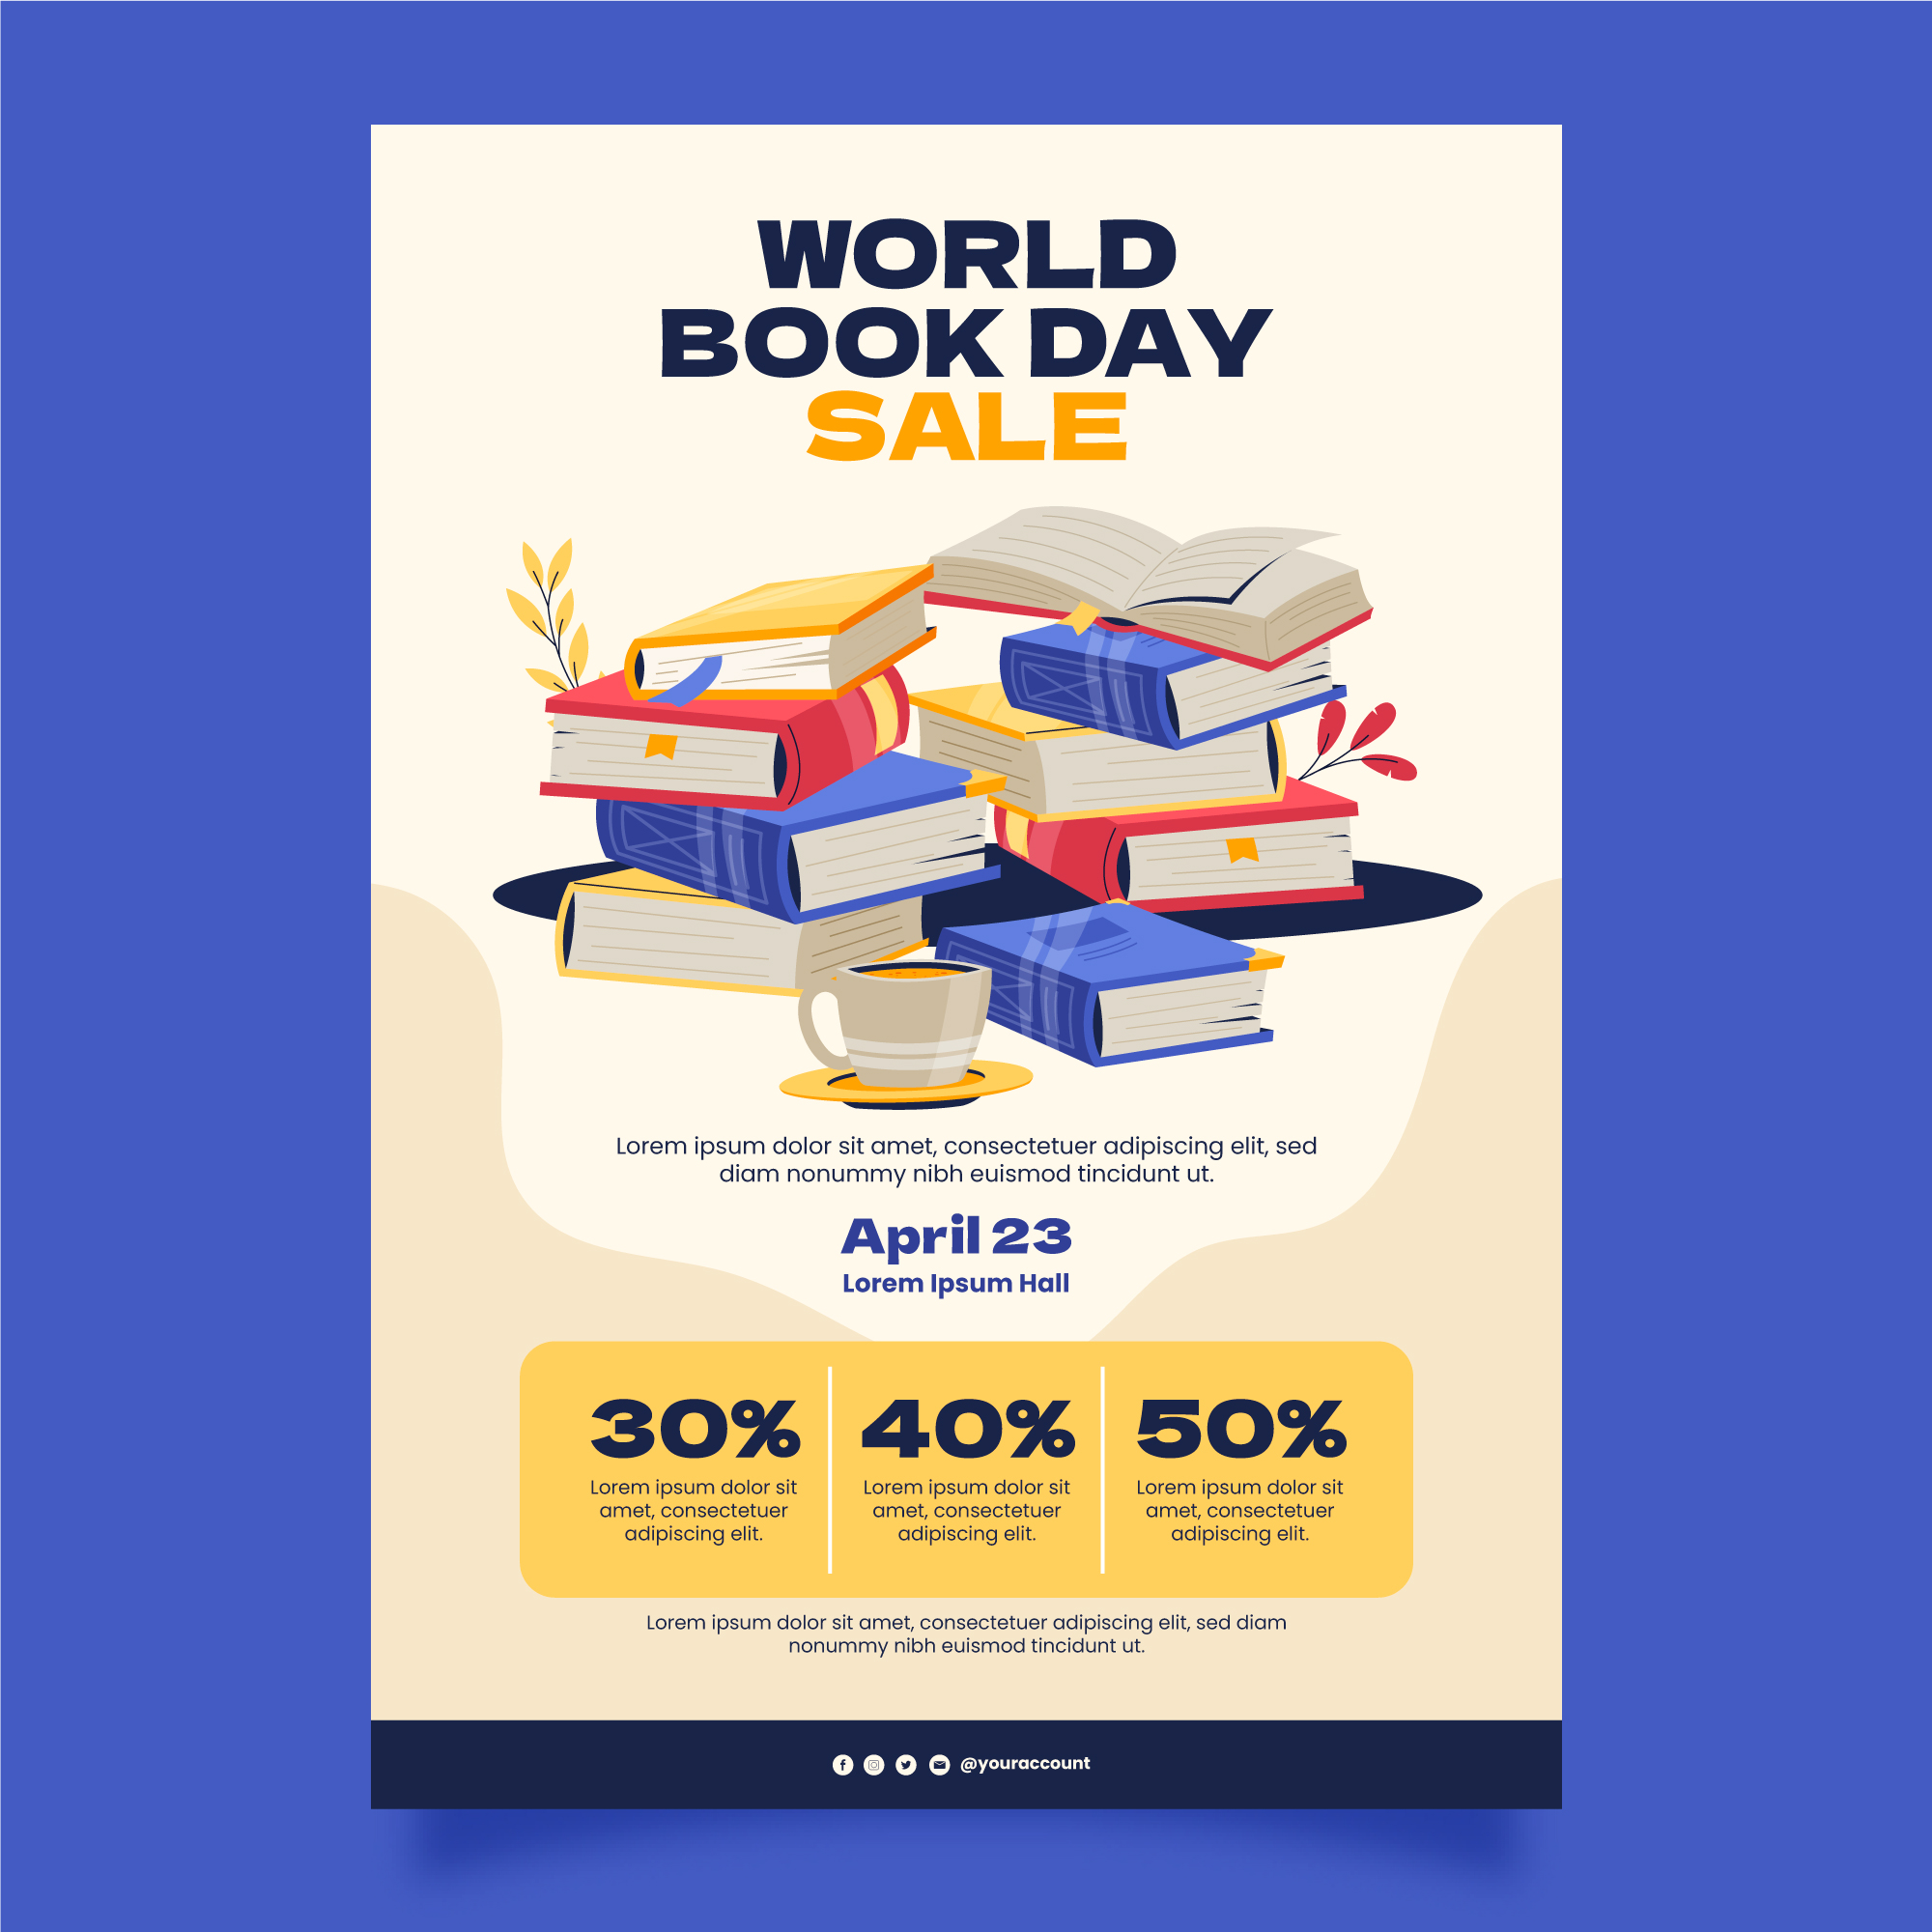 WORLD
BOOK DAY
SALE
Lorem ipsum dolor sit amet, consectetuer adipiscing elit, sed
diam nonummy nibh euismod tincidunt ut.
April 23
Lorem Ipsum Hall
30%
Lorem ipsum dolor sit
amet, consectetuer
adipiscing elit.
40%
Lorem ipsum dolor sit
amet, consectetuer
adipiscing elit.
50%
Lorem ipsum dolor sit
amet, consectetuer
adipiscing elit.
Lorem ipsum dolor sit amet, consectetuer adipiscing elit, sed diam
nonummy nibh euismod tincidunt ut.
@youraccount